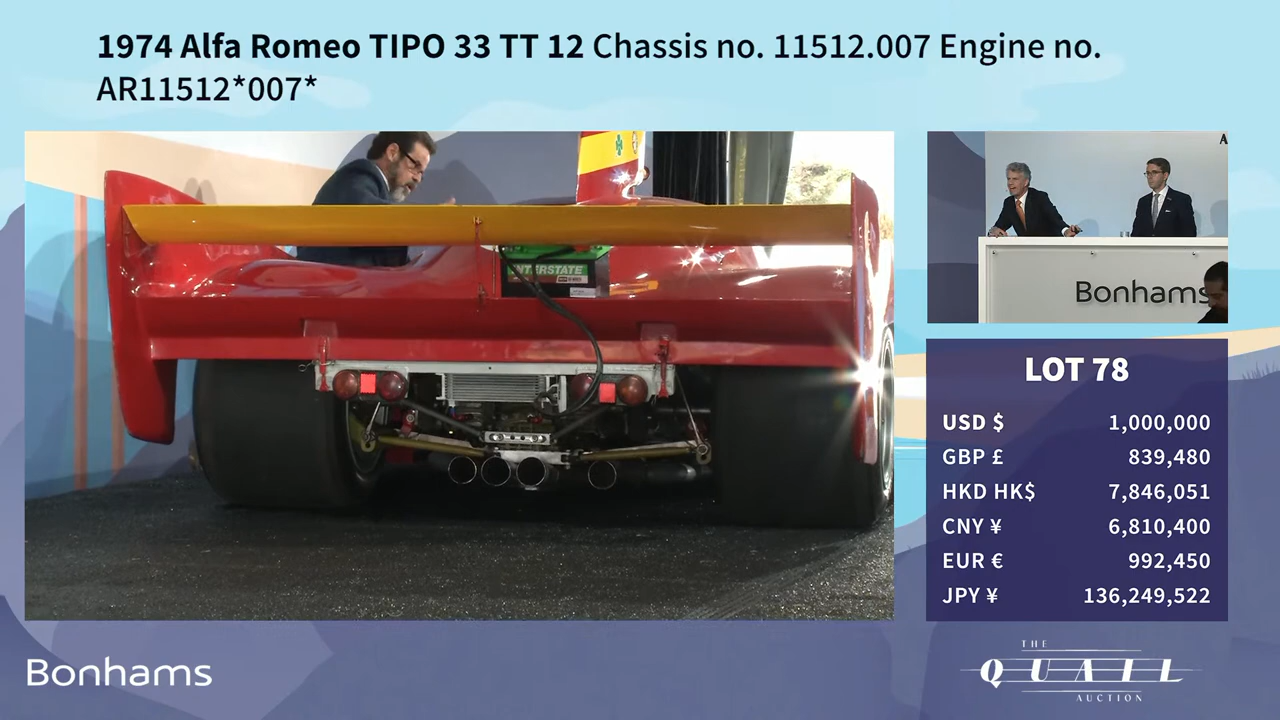 1974 Alfa Romeo TIPO 33 TT 12 Chassis no. 11512.007 Engine no.
AR11512*007*
INTERSTATE
A
Bonhams
LOT 78
USD $ 1,000,000
GBP £ 839,480
HKD HK$ 7,846,051
CNY ¥ 6,810,400
EUR € 992,450
JPY ¥ 136,249,522
Bonhams
THE
QUAIL
AUCTION